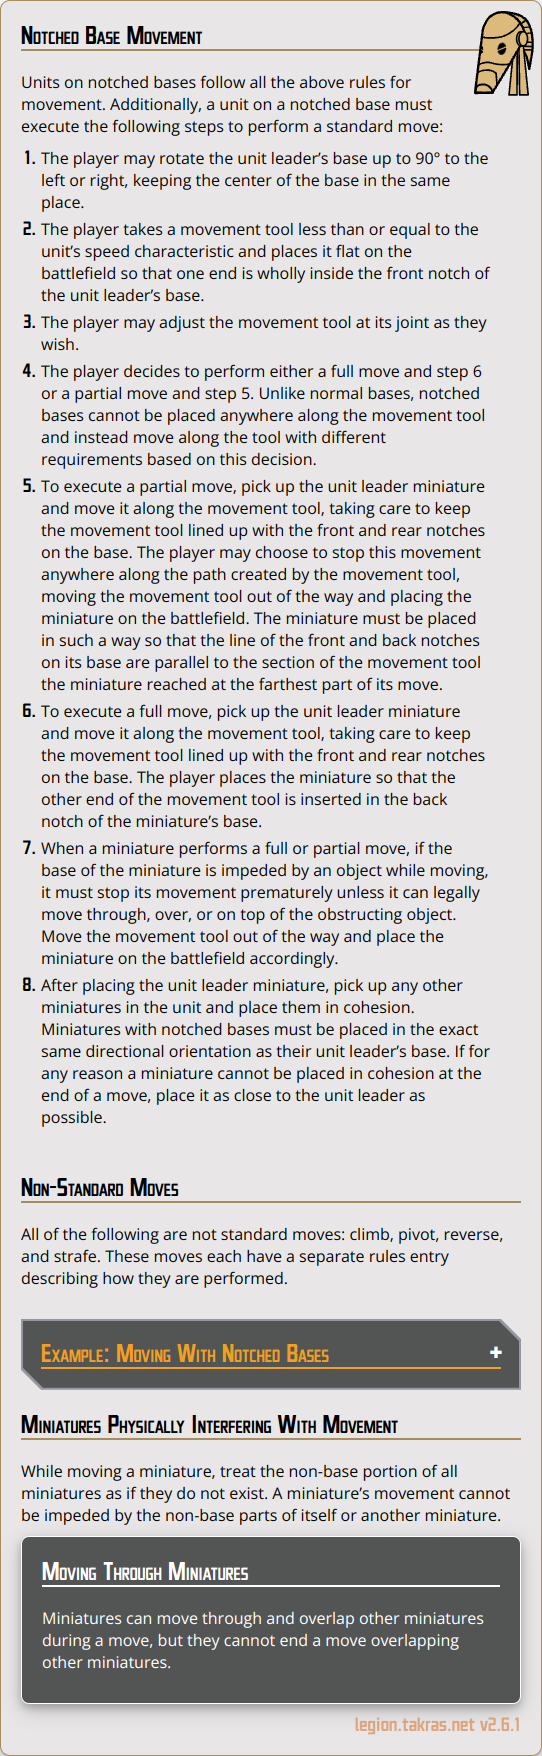 Notched Base Movement
Units on notched bases follow all the above rules for
movement. Additionally, a unit on a notched base must
execute the following steps to perform a standard move:
1. The player may rotate the unit leader’s base up to 90° to the
left or right, keeping the center of the base in the same
place.
2. The player takes a movement tool less than or equal to the
unit’s speed characteristic and places it flat on the
battlefield so that one end is wholly inside the front notch of
the unit leader’s base.
3. The player may adjust the movement tool at its joint as they
wish.
4. The player decides to perform either a full move and step 6
or a partial move and step 5. Unlike normal bases, notched
bases cannot be placed anywhere along the movement tool
and instead move along the tool with different
requirements based on this decision.
5. To execute a partial move, pick up the unit leader miniature
and move it along the movement tool, taking care to keep
the movement tool lined up with the front and rear notches
on the base. The player may choose to stop this movement
anywhere along the path created by the movement tool,
moving the movement tool out of the way and placing the
miniature on the battlefield. The miniature must be placed
in such a way so that the line of the front and back notches
on its base are parallel to the section of the movement tool
the miniature reached at the farthest part of its move.
6. To execute a full move, pick up the unit leader miniature
and move it along the movement tool, taking care to keep
the movement tool lined up with the front and rear notches
on the base. The player places the miniature so that the
other end of the movement tool is inserted in the back
notch of the miniature’s base.
7. When a miniature performs a full or partial move, if the
base of the miniature is impeded by an object while moving,
it must stop its movement prematurely unless it can legally
move through, over, or on top of the obstructing object.
Move the movement tool out of the way and place the
miniature on the battlefield accordingly.
8. After placing the unit leader miniature, pick up any other
miniatures in the unit and place them in cohesion.
Miniatures with notched bases must be placed in the exact
same directional orientation as their unit leader’s base. If for
any reason a miniature cannot be placed in cohesion at the
end of a move, place it as close to the unit leader as
possible.
Non-Standard Moves
All of the following are not standard moves: climb, pivot, reverse,
and strafe. These moves each have a separate rules entry
describing how they are performed.
Example: Moving With Notched Bases +
Miniatures Physically Interfering With Movement
While moving a miniature, treat the non-base portion of all
miniatures as if they do not exist. A miniature’s movement cannot
be impeded by the non-base parts of itself or another miniature.
Moving Through Miniatures
Miniatures can move through and overlap other miniatures
during a move, but they cannot end a move overlapping
other miniatures.
legion.takras.net v2.6.1